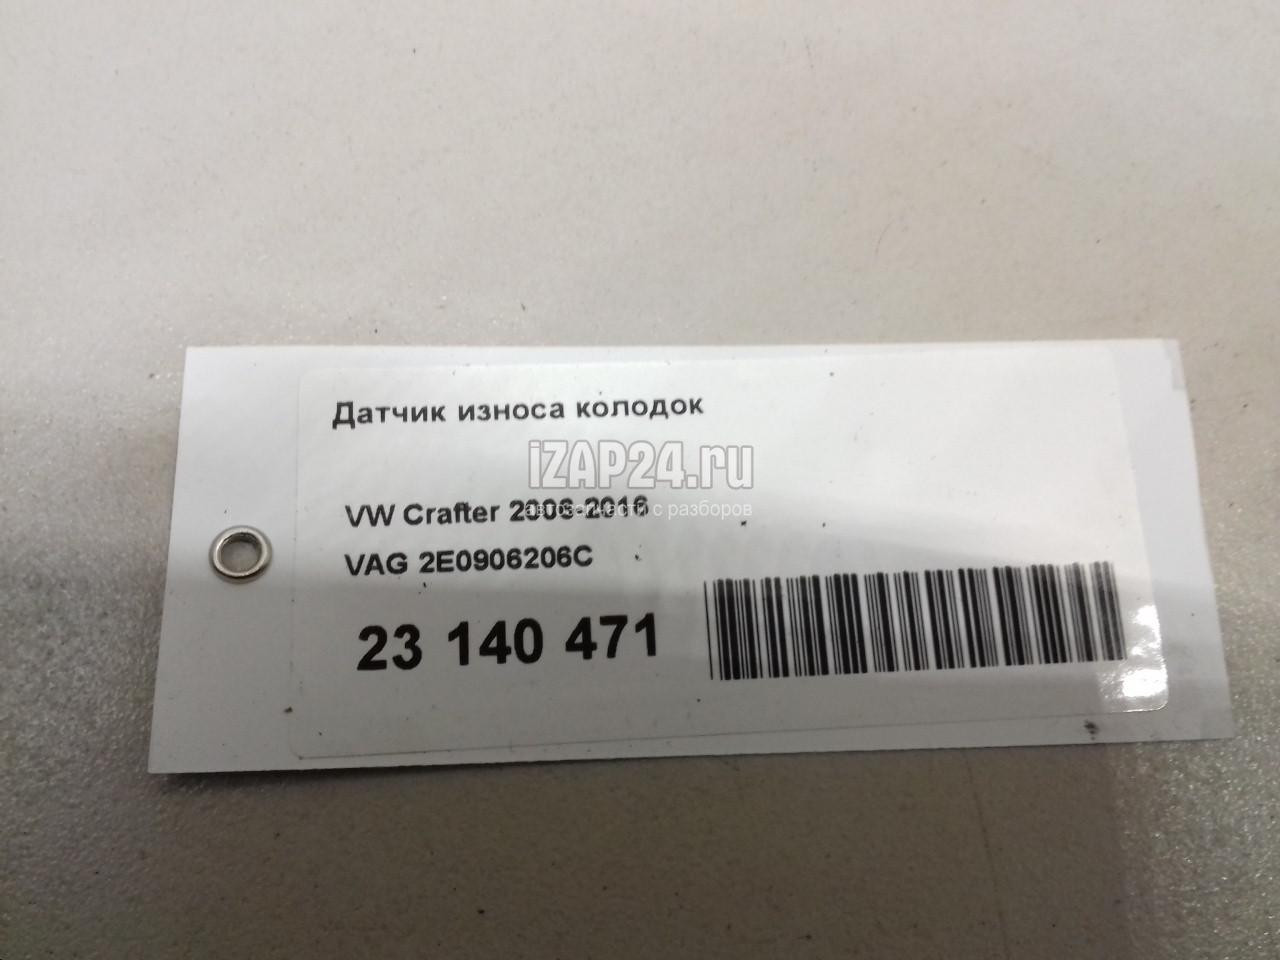 Датчик износа колодок
iZAP24.ru
VW Crafter 2006-2016
автозапчасти с разборов
VAG 2E0906206C
23 140 471